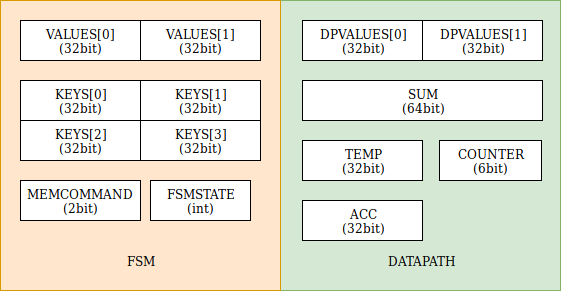 VALUES[0]
(32bit)
VALUES[1]
(32bit)
KEYS[0]
(32bit)
KEYS[1]
(32bit)
KEYS[2]
(32bit)
KEYS[3]
(32bit)
MEMCOMMAND
(2bit)
FSMSTATE
(int)
FSM
DPVALUES[0]
(32bit)
DPVALUES[1]
(32bit)
SUM
(64bit)
TEMP
(32bit)
COUNTER
(6bit)
ACC
(32bit)
DATAPATH